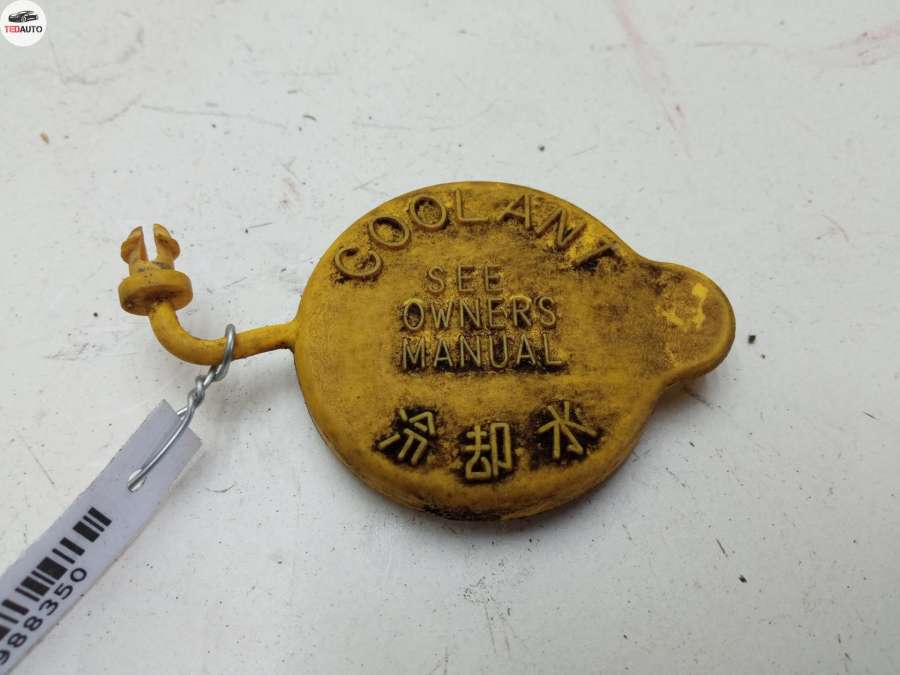 TEDAUTO
COOLANT
SEE
OWNERS
MANUAL
冷却水
988350